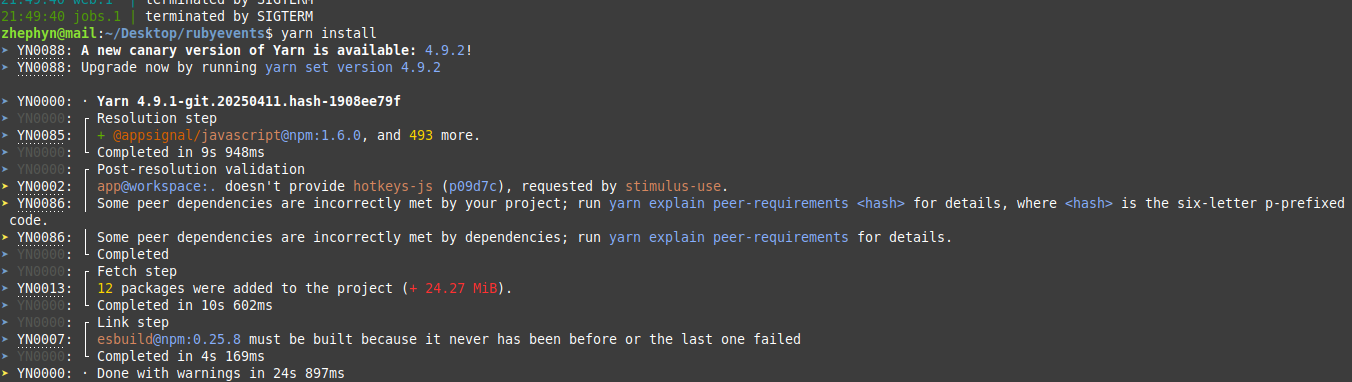 21:49:40 web.1  | terminated by SIGTERM
21:49:40 jobs.1 | terminated by SIGTERM
zhephyn@mail:~/Desktop/rubyevents$ yarn install
➤ YN0088: A new canary version of Yarn is available: 4.9.2!
➤ YN0088: Upgrade now by running yarn set version 4.9.2

➤ YN0000: · Yarn 4.9.1-git.20250411.hash-1908ee79f
➤ YN0000: ┌ Resolution step
➤ YN0085: │ + @appsignal/javascript@npm:1.6.0, and 493 more.
➤ YN0000: └ Completed in 9s 948ms
➤ YN0000: ┌ Post-resolution validation
➤ YN0002: │ app@workspace:. doesn't provide hotkeys-js (p09d7c), requested by stimulus-use.
➤ YN0086: │ Some peer dependencies are incorrectly met by your project; run yarn explain peer-requirements <hash> for details, where <hash> is the six-letter p-prefixed
code.
➤ YN0086: │ Some peer dependencies are incorrectly met by dependencies; run yarn explain peer-requirements for details.
➤ YN0000: └ Completed
➤ YN0000: ┌ Fetch step
➤ YN0013: │ 12 packages were added to the project (+ 24.27 MiB).
➤ YN0000: └ Completed in 10s 602ms
➤ YN0000: ┌ Link step
➤ YN0007: │ esbuild@npm:0.25.8 must be built because it never has been before or the last one failed
➤ YN0000: └ Completed in 4s 169ms
➤ YN0000: · Done with warnings in 24s 897ms